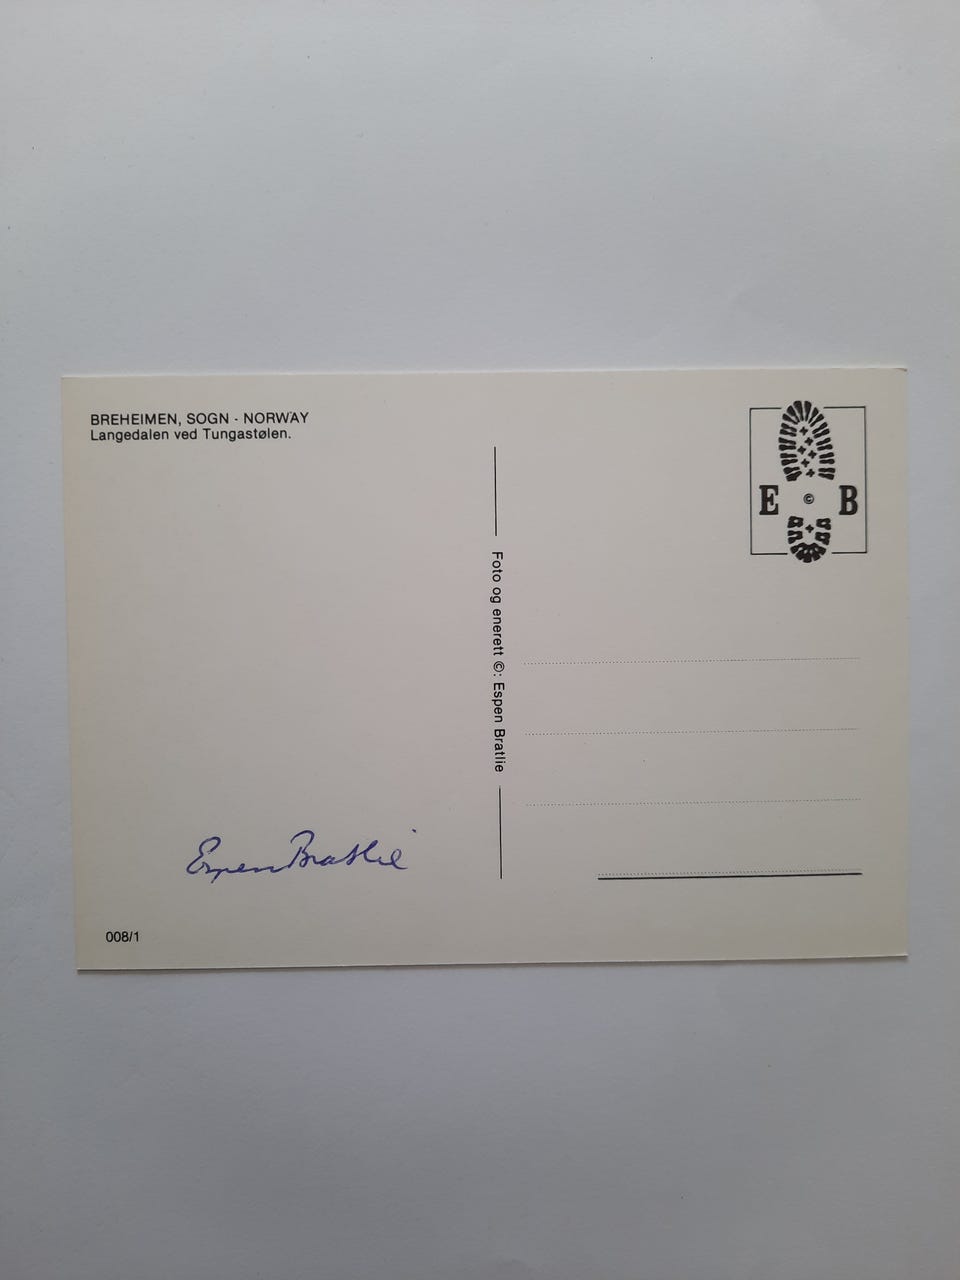 BREHEIMEN, SOGN - NORWAY
Langedalen ved Tungastølen.
E © B
Foto og enerett ©: Espen Bratlie
Espen Bratlie
008/1